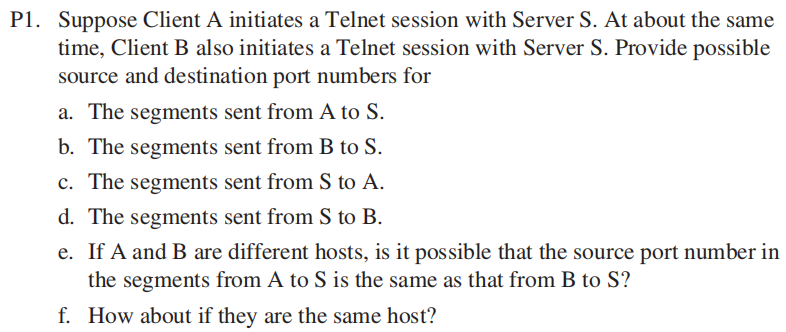 P1. Suppose Client A initiates a Telnet session with Server S. At about the same
time, Client B also initiates a Telnet session with Server S. Provide possible
source and destination port numbers for
a. The segments sent from A to S.
b. The segments sent from B to S.
c. The segments sent from S to A.
d. The segments sent from S to B.
e. If A and B are different hosts, is it possible that the source port number in
the segments from A to S is the same as that from B to S?
f. How about if they are the same host?